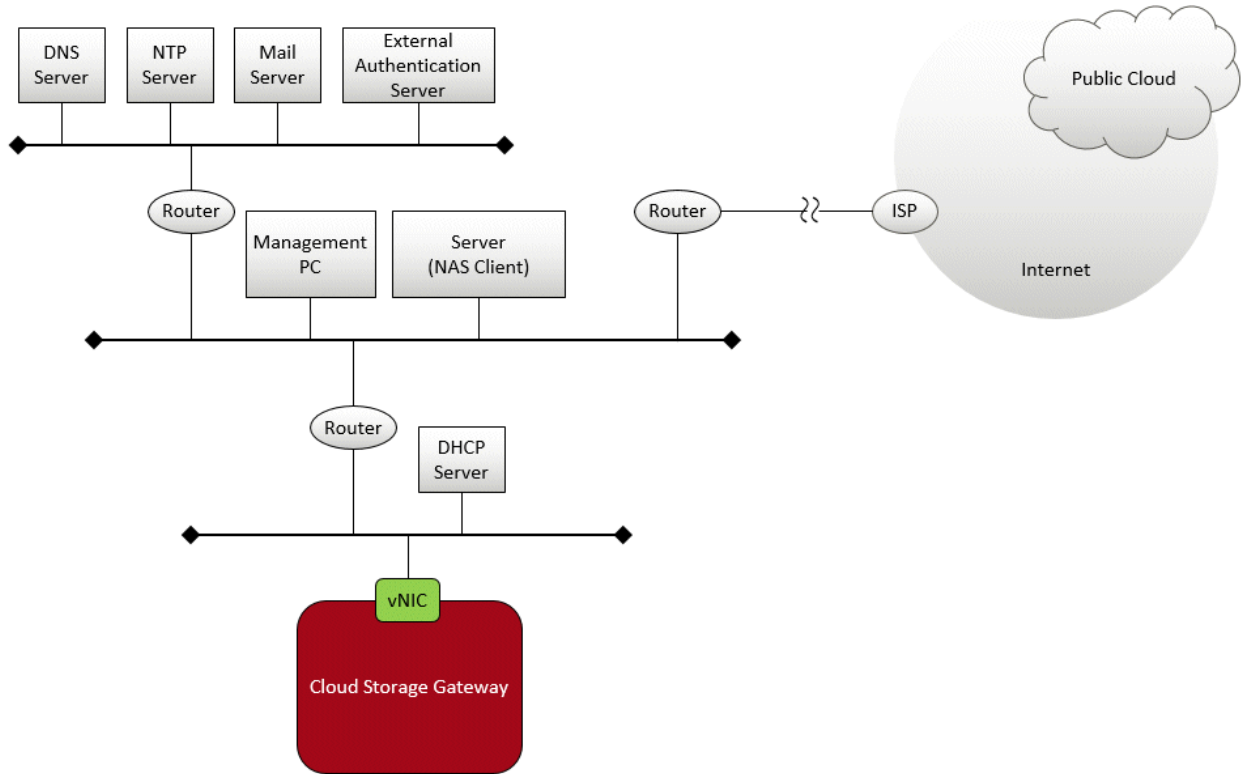 DNS
Server
NTP
Server
Mail
Server
External
Authentication
Server
Public Cloud
Router
Management
PC
Server
(NAS Client)
Router
ISP
Internet
Router
DHCP
Server
vNIC
Cloud Storage Gateway